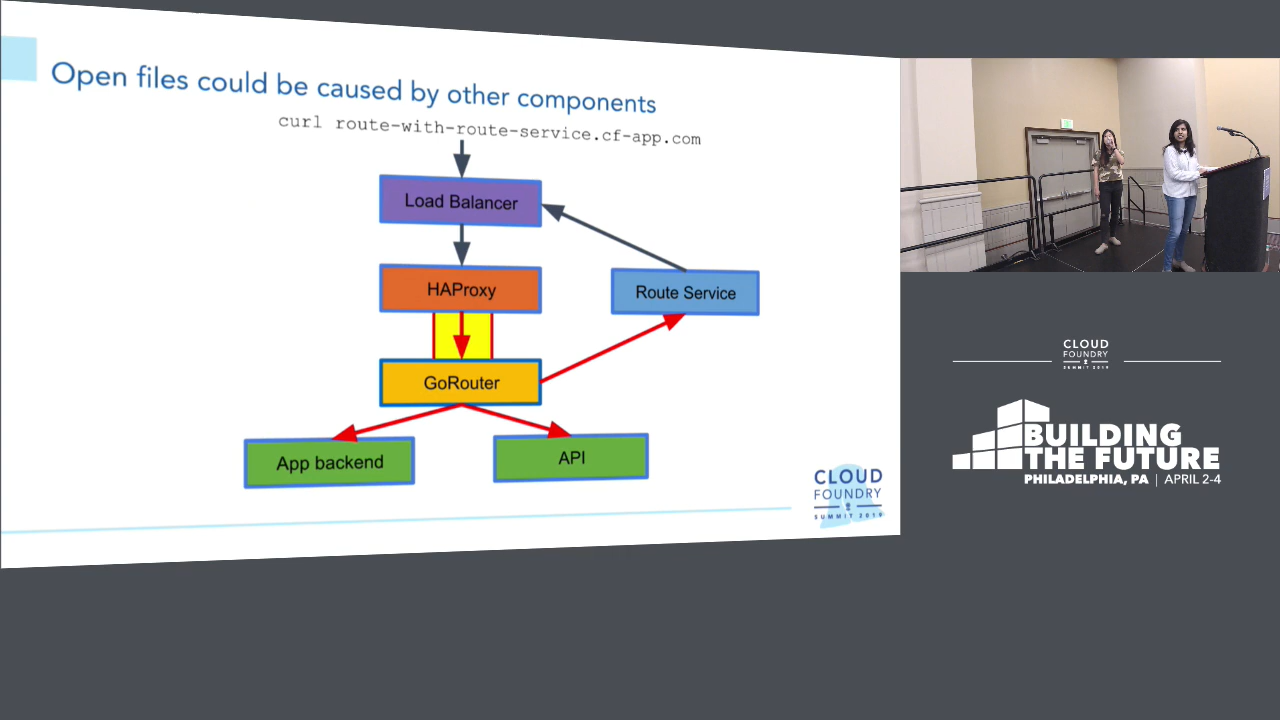 Open files could be caused by other components
curl route-with-route-service.cf-app.com
Load Balancer
HAProxy
Route Service
GoRouter
App backend
API
CLOUD
FOUNDRY
SUMMIT 2019
CLOUD
FOUNDRY
SUMMIT 2019
BUILDING
THE FUTURE
PHILADELPHIA, PA | APRIL 2-4